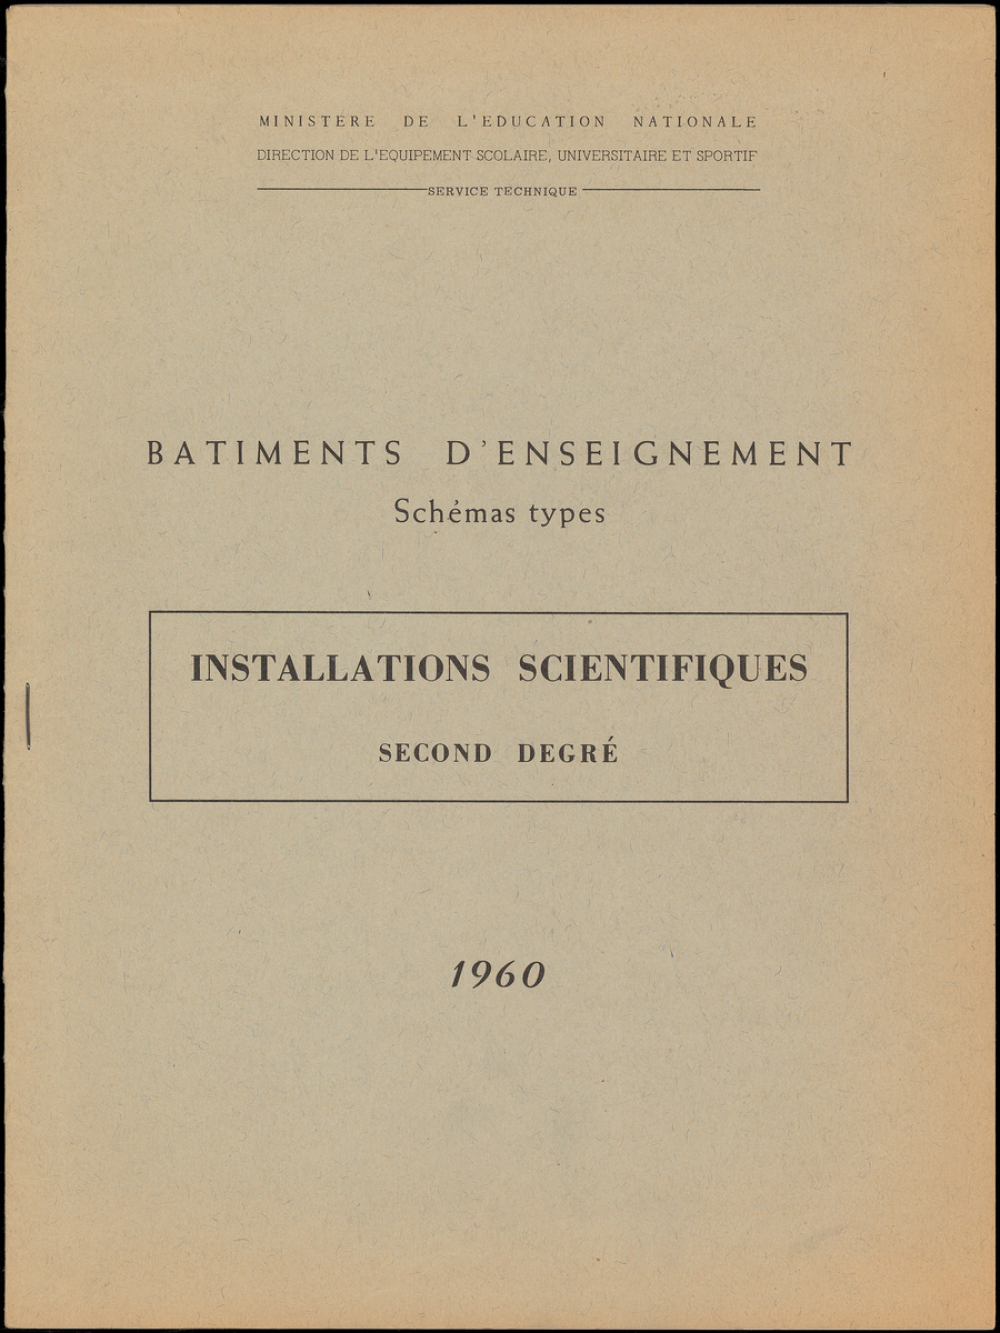 MINISTERE DE L'EDUCATION NATIONALE
DIRECTION DE L'EQUIPEMENT SCOLAIRE, UNIVERSITAIRE ET SPORTIF
SERVICE TECHNIQUE
BATIMENTS D'ENSEIGNEMENT
Schémas types
INSTALLATIONS SCIENTIFIQUES
SECOND DEGRÉ
1960